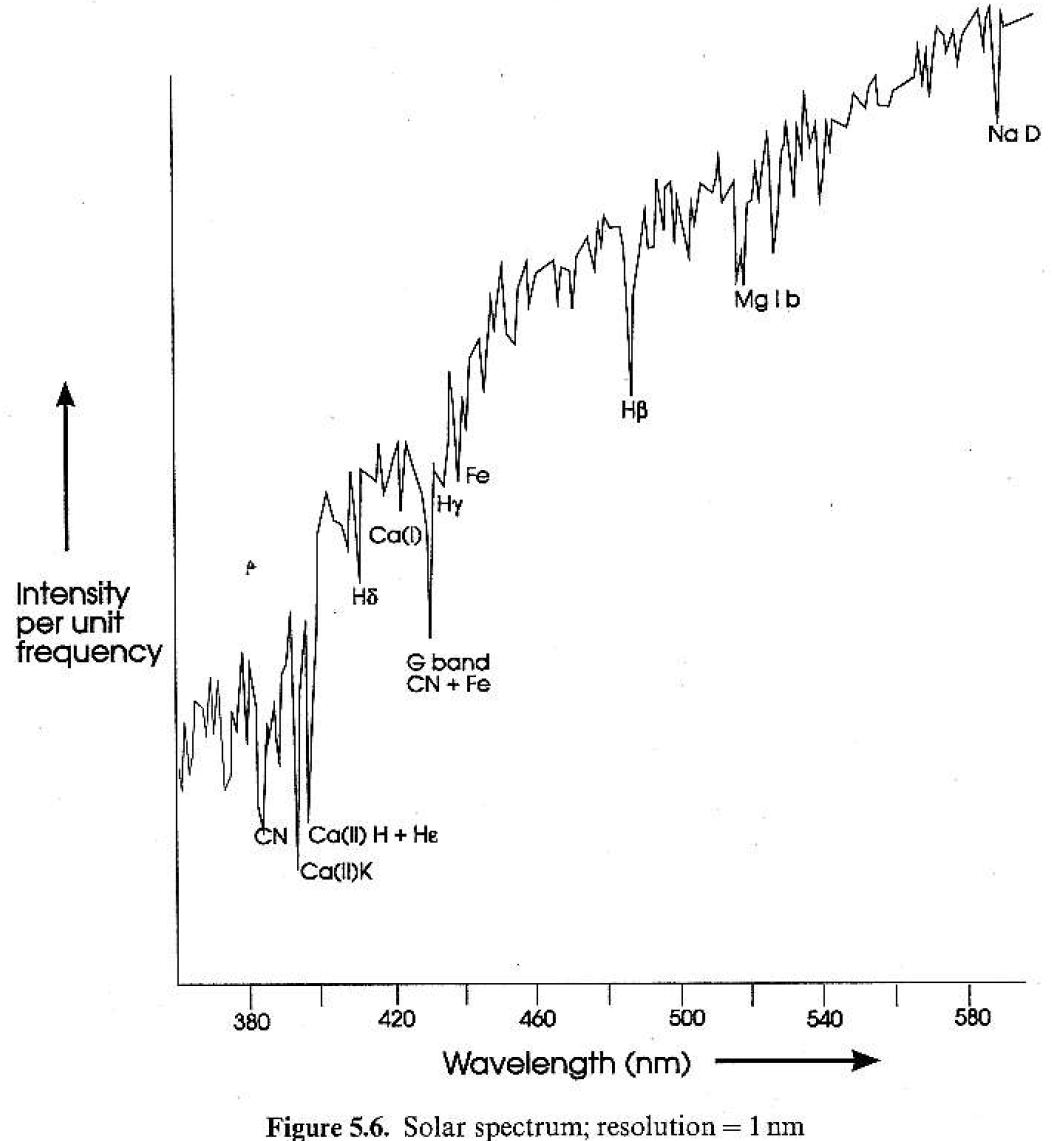 Na D
Mg I b
Hβ
Fe
Hγ
Ca(I)
Hδ
G band
CN + Fe
CN
Ca(II) H + Hε
Ca(II)K
Intensity
per unit
frequency
380 420 460 500 540 580
Wavelength (nm)
Figure 5.6. Solar spectrum; resolution = 1 nm